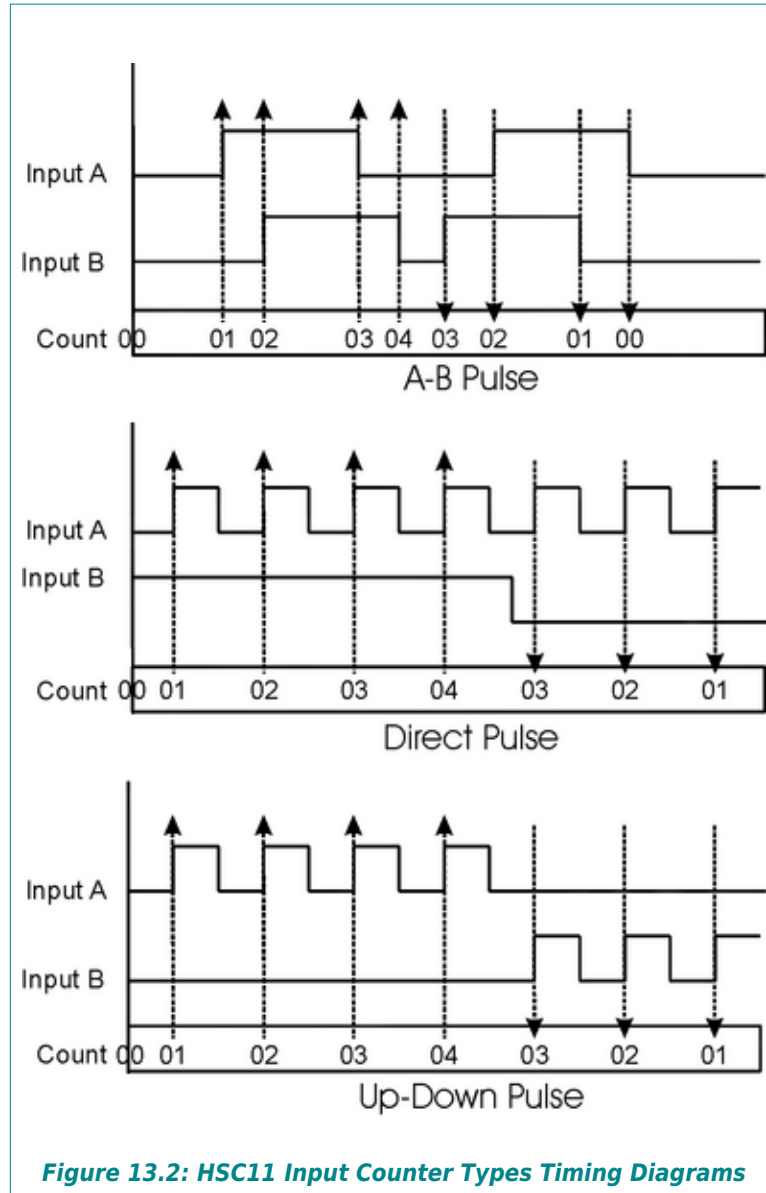 Input A
Input B
Count 00 01 02 03 04 03 02 01 00
A-B Pulse
Input A
Input B
Count 00 01 02 03 04 03 02 01
Direct Pulse
Input A
Input B
Count 00 01 02 03 04 03 02 01
Up-Down Pulse
Figure 13.2: HSC11 Input Counter Types Timing Diagrams